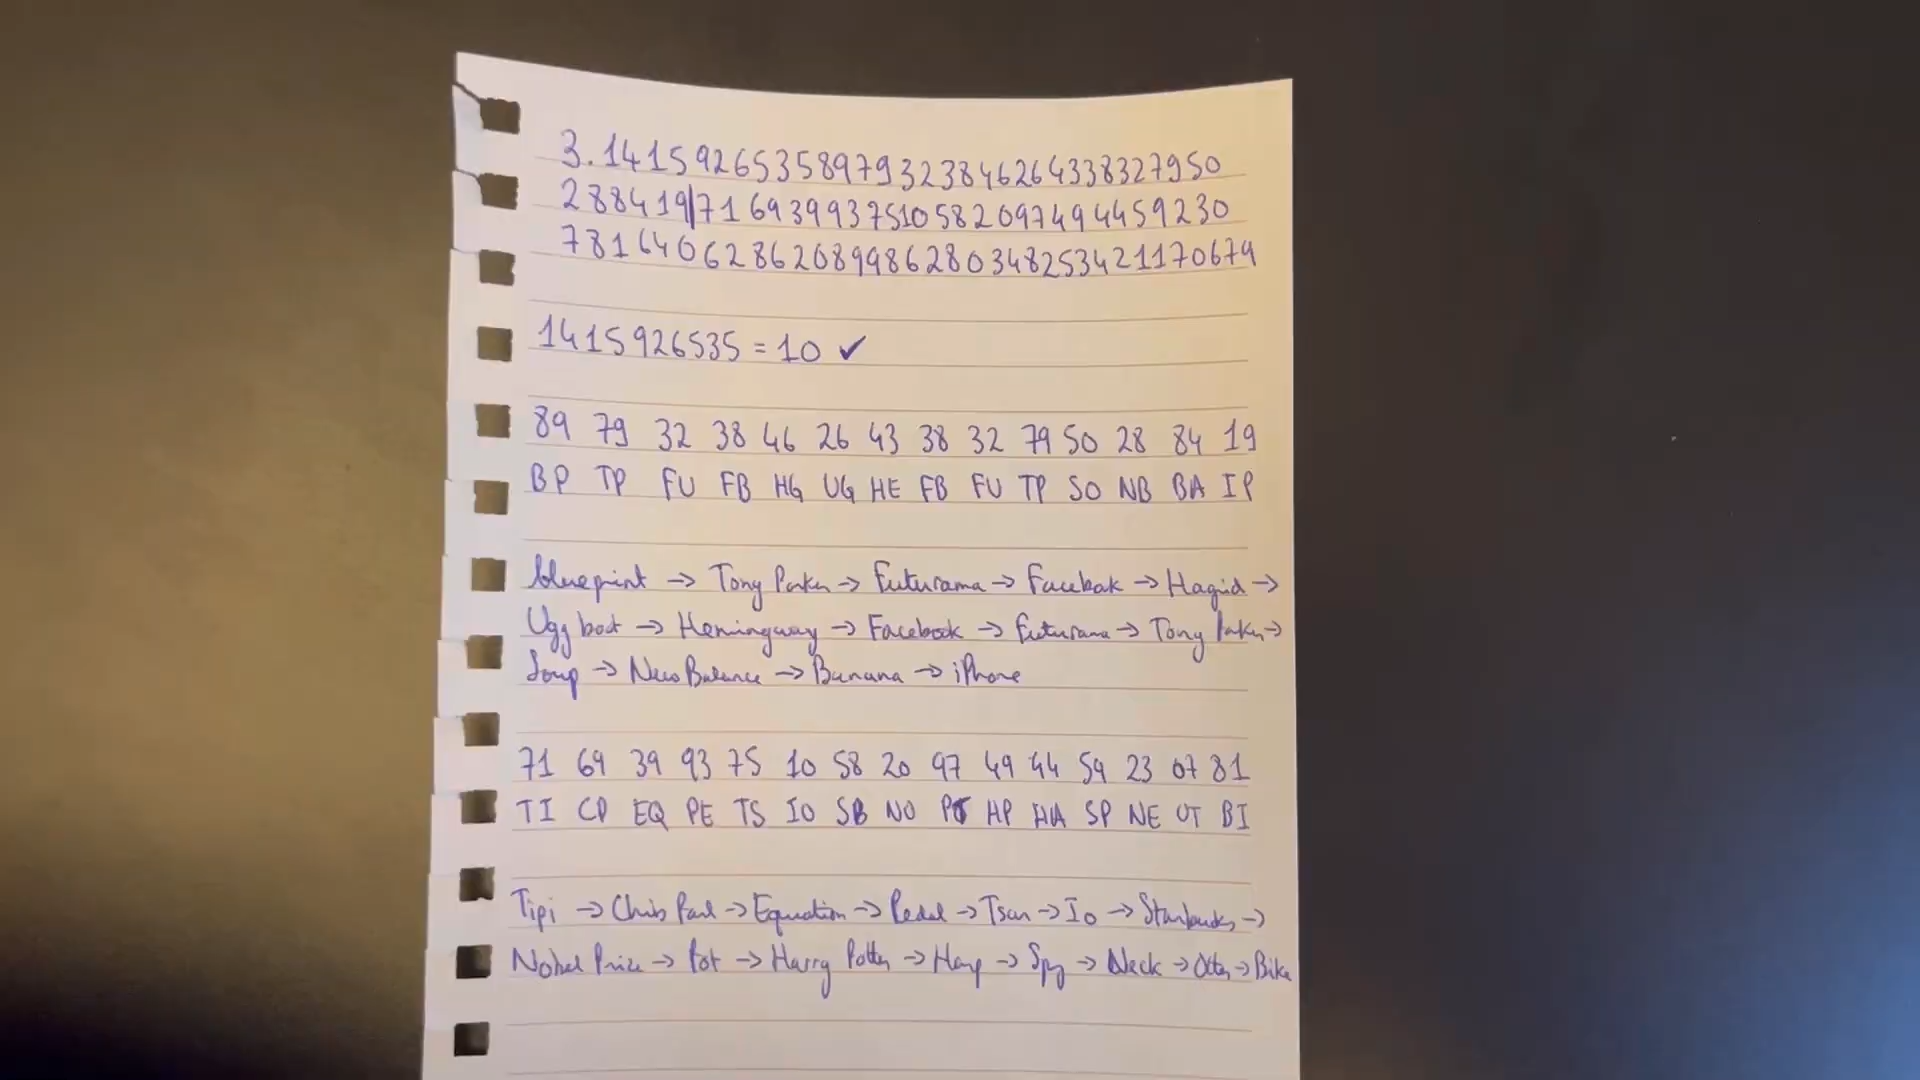 3.14159265358979323846264338327950
288419|71693993751058209749 4459230
78164062862089986280348253421170679
1415926535 = 10 ✓
89 79 32 38 46 26 43 38 32 79 50 28 84 19
BP TP FU FB HG UG HE FB FU TP SO NB BA IP
blueprint → Tony Parker → Futurama → Facebook → Hagrid →
Ugg boot → Hemingway → Facebook → Futurama → Tony Parker →
Soup → New Balance → Banana → iPhone
71 69 39 93 75 10 58 20 97 49 44 59 23 07 81
TI CP EQ PE TS IO SB NO PT HP HA SP NE OT BI
Tipi → Chris Paul → Equation → Pedal → → Io → Starbucks →
Nobel Prize → Pot → Harry Potter → Harp → Spy → Neck → Otter → Bike